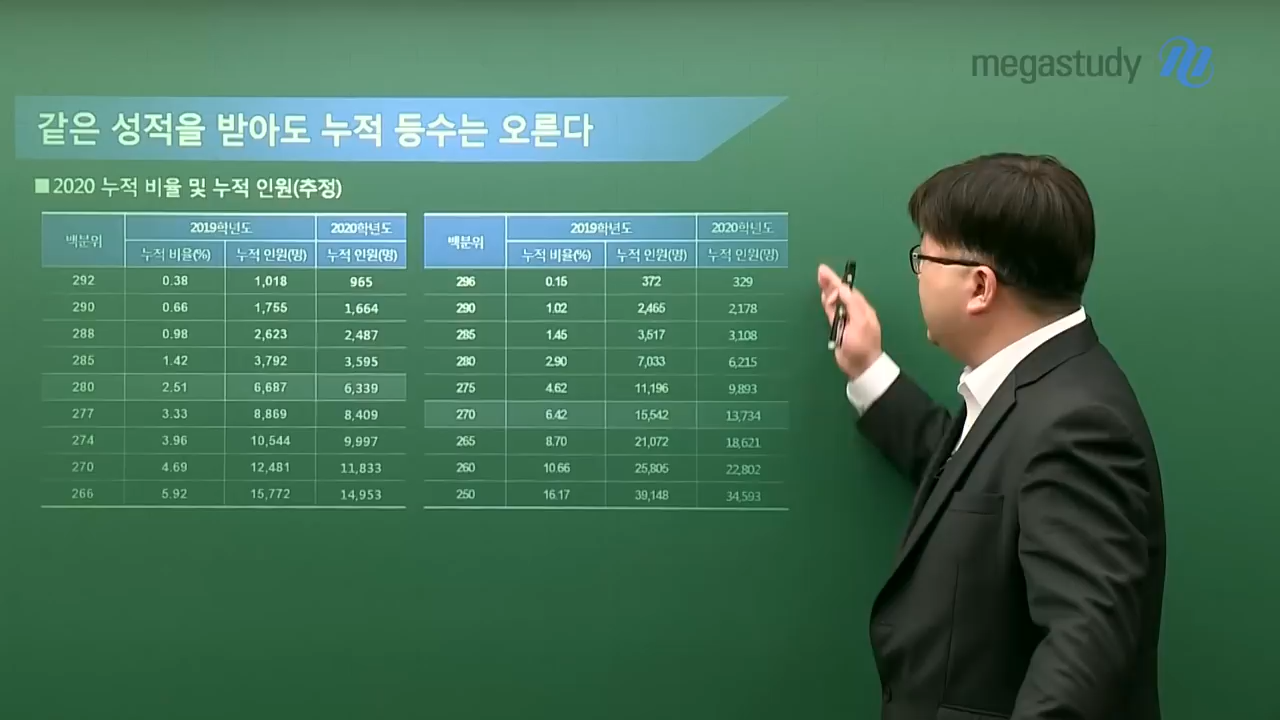 megastudy
같은 성적을 받아도 누적 등수는 오른다
■2020 누적 비율 및 누적 인원(추정)
백분위 2019학년도 2020학년도
누적 비율(%) 누적 인원(명) 누적 인원(명)
292 0.38 1,018 965
290 0.66 1,755 1,664
288 0.98 2,623 2,487
285 1.42 3,792 3,595
280 2.51 6,687 6,339
277 3.33 8,869 8,409
274 3.96 10,544 9,997
270 4.69 12,481 11,833
266 5.92 15,772 14,953
백분위 2019학년도 2020학년도
누적 비율(%) 누적 인원(명) 누적 인원(명)
296 0.15 372 329
290 1.02 2,465 2,178
285 1.45 3,517 3,108
280 2.90 7,033 6,215
275 4.62 11,196 9,893
270 6.42 15,542 13,734
265 8.70 21,072 18,621
260 10.66 25,805 22,802
250 16.17 39,148 34,593